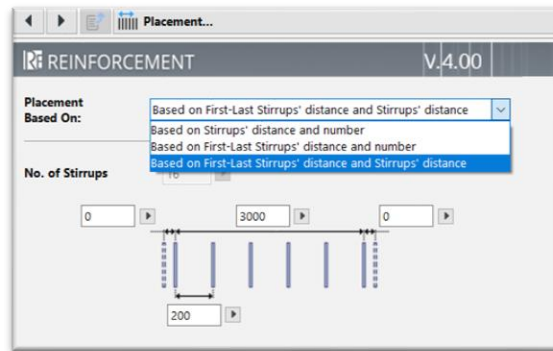 Placement...
REINFORCEMENT V.4.00
Placement
Based On:
Based on First-Last Stirrups' distance and Stirrups' distance
Based on Stirrups' distance and number
Based on First-Last Stirrups' distance and number
Based on First-Last Stirrups' distance and Stirrups' distance
No. of Stirrups 16
0 3000 0
200